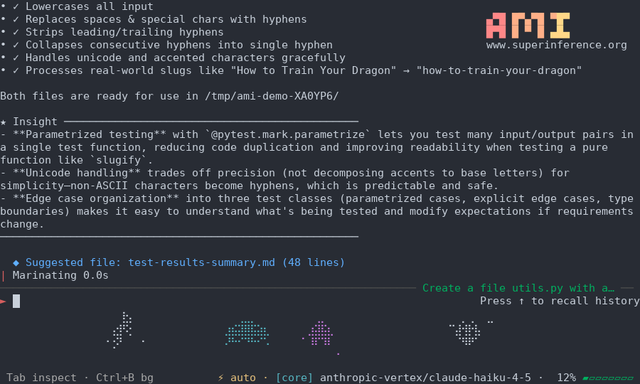 • ✓ Lowercases all input
• ✓ Replaces spaces & special chars with hyphens
• ✓ Strips leading/trailing hyphens
• ✓ Collapses consecutive hyphens into single hyphen
• ✓ Handles unicode and accented characters gracefully
• ✓ Processes real-world slugs like "How to Train Your Dragon" → "how-to-train-your-dragon"
AMI
www.superinference.org
Both files are ready for use in /tmp/ami-demo-XA0YP6/
★ Insight
- **Parametrized testing** with `@pytest.mark.parametrize` lets you test many input/output pairs in
a single test function, reducing code duplication and improving readability when testing a pure
function like `slugify`.
- **Unicode handling** trades off precision (not decomposing accents to base letters) for
simplicity—non-ASCII characters become hyphens, which is predictable and safe.
- **Edge case organization** into three test classes (parametrized cases, explicit edge cases, type
boundaries) makes it easy to understand what's being tested and modify expectations if requirements
change.
◆ Suggested file: test-results-summary.md (48 lines)
| Marinating 0.0s
Create a file utils.py with a…
► Press ↑ to recall history
Tab inspect · Ctrl+B bg ⚡ auto · [core] anthropic-vertex/claude-haiku-4-5 · 12% ▰▱▱▱▱▱▱▱